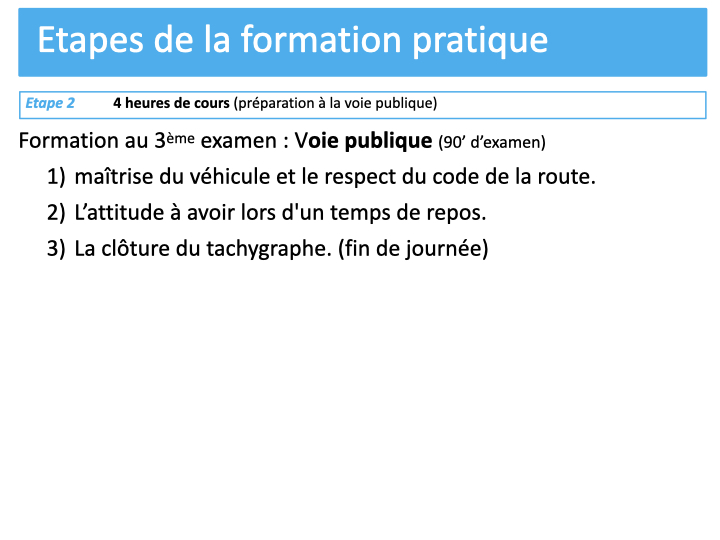 Etapes de la formation pratique
Etape 2 4 heures de cours (préparation à la voie publique)
Formation au 3ème examen : Voie publique (90’ d’examen)
1) maîtrise du véhicule et le respect du code de la route.
2) L’attitude à avoir lors d'un temps de repos.
3) La clôture du tachygraphe. (fin de journée)